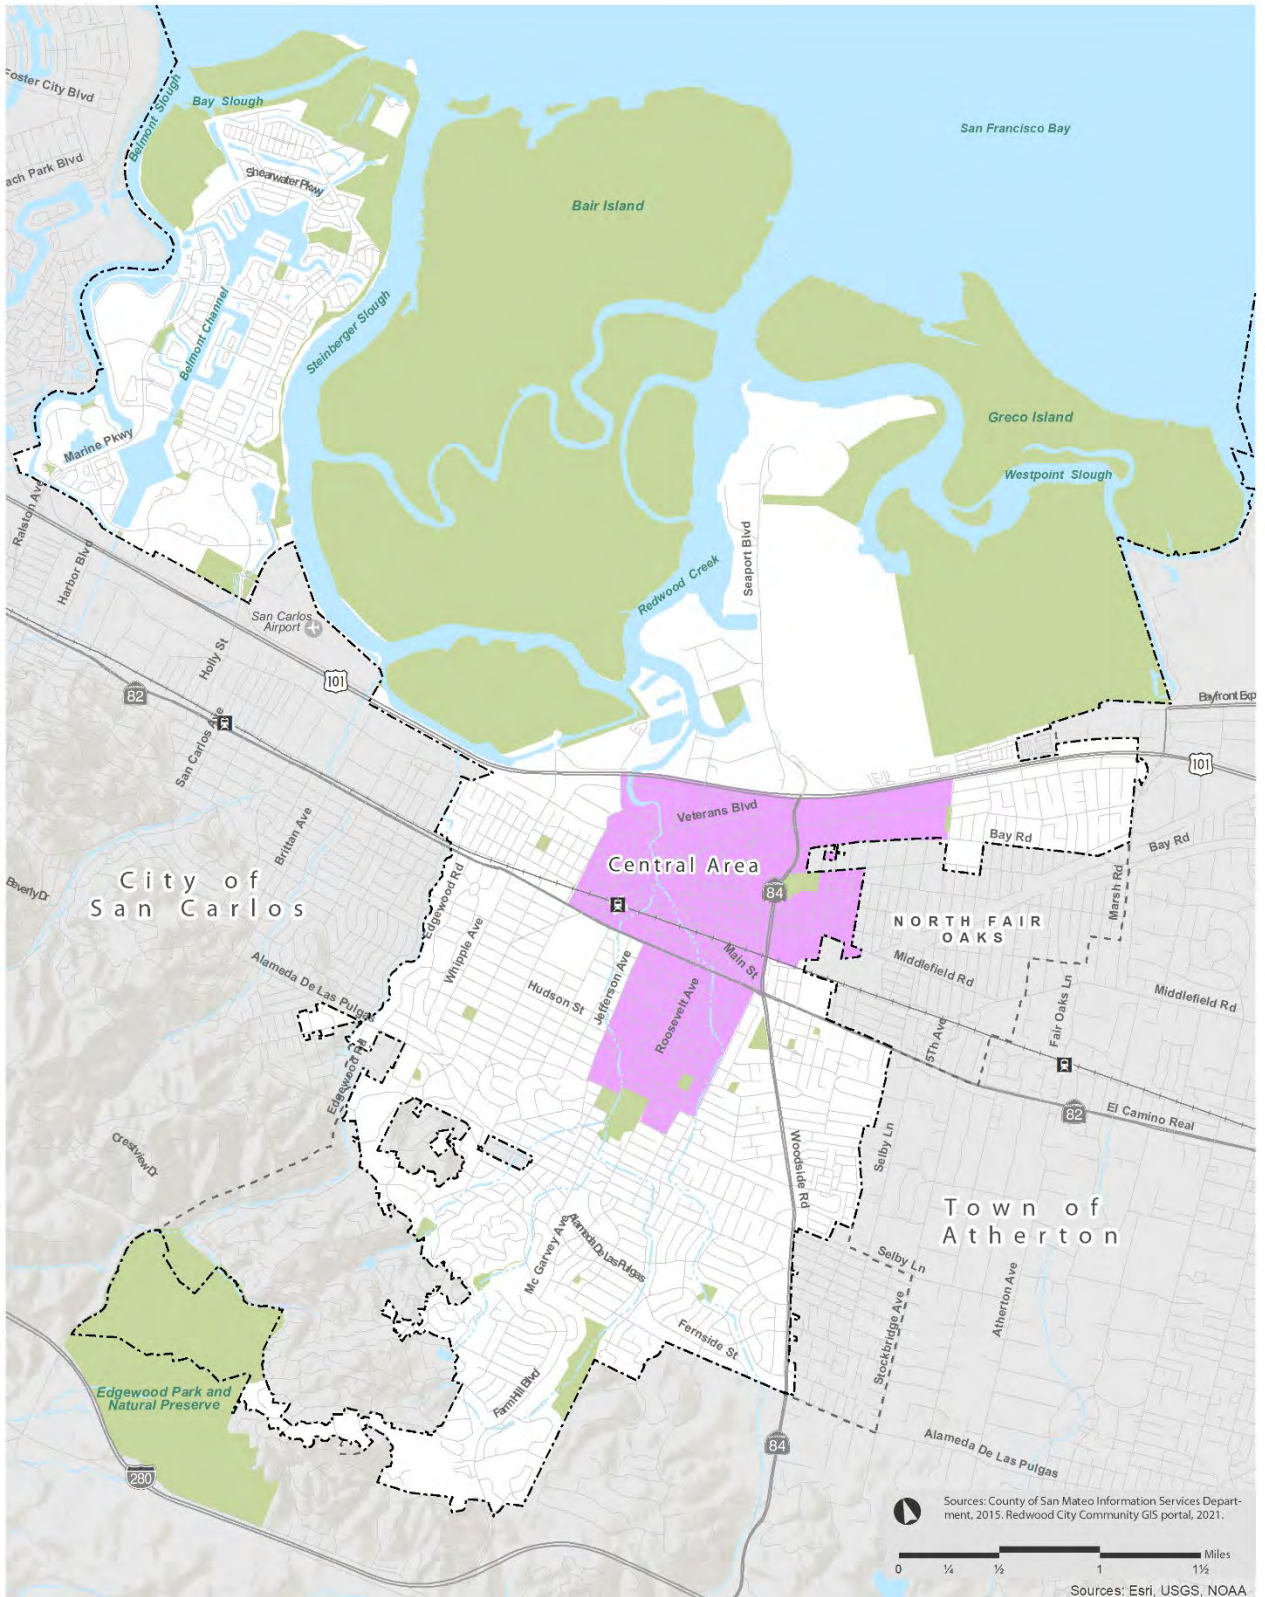 Foster City Blvd
Belmont Slough
Bay Slough
San Francisco Bay
ach Park Blvd
Shearwater Pkwy
Bair Island
Belmont Channel
Steinberger Slough
Greco Island
Marine Pkwy
Westpoint Slough
Ralston Ave
Harbor Blvd
Seaport Blvd
Redwood Creek
San Carlos
Airport
Holly St
101
82
Bayfront Exp
San Carlos Ave
101
Veterans Blvd
Brittan Ave
Bay Rd
Bay Rd
Central Area
City of
San Carlos
Beverly Dr
Edgewood Rd
84
Marsh Rd
NORTH FAIR
OAKS
Whipple Ave
Main St
Middlefield Rd
Alameda De Las Pulgas
Hudson St
Jefferson Ave
Roosevelt Ave
Middlefield Rd
Fair Oaks Ln
5Th Ave
Edgewood Rd
82
El Camino Real
Crestview Dr
Selby Ln
Woodside Rd
Town of
Atherton
Mc Garvey Ave
Alameda De Las Pulgas
Selby Ln
Atherton Ave
Stockbridge Ave
Fernside St
Farm Hill Blvd
Edgewood Park and
Natural Preserve
Alameda De Las Pulgas
84
280
Sources: County of San Mateo Information Services Depart-
ment, 2015. Redwood City Community GIS portal, 2021.
Miles
0 ¼ ½ 1 1½
Sources: Esri, USGS, NOAA